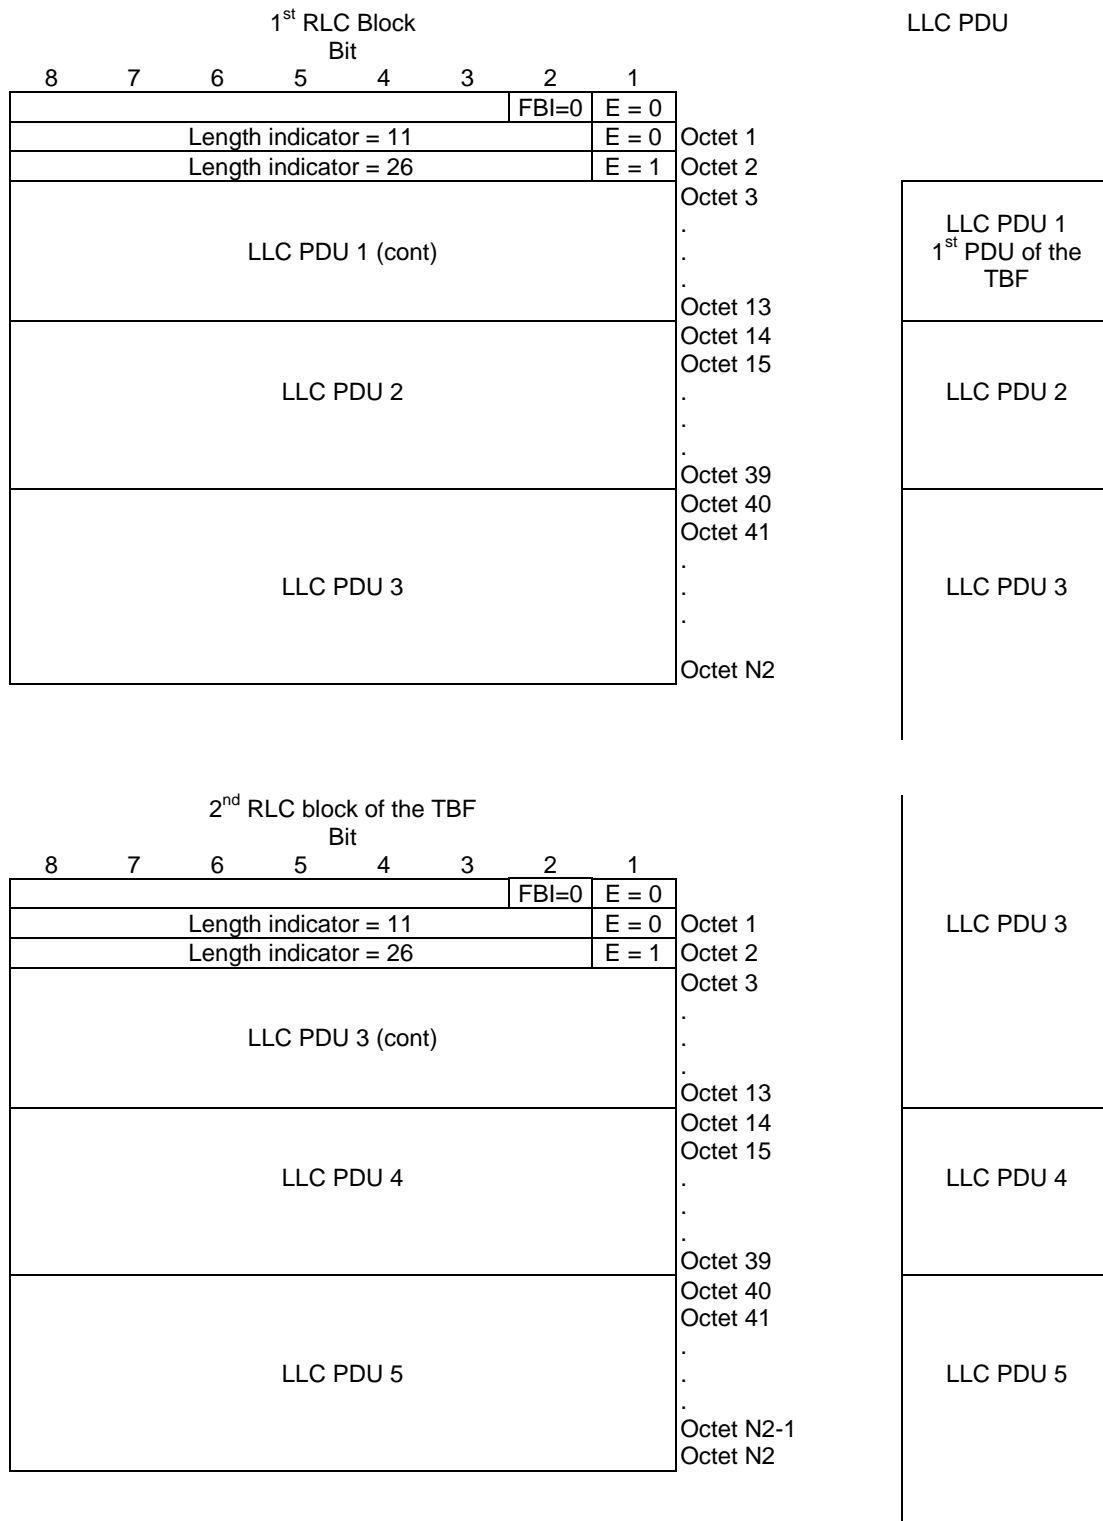 1st RLC Block LLC PDU
Bit
8 7 6 5 4 3 2 1
FBI=0 E = 0
Length indicator = 11 E = 0 Octet 1
Length indicator = 26 E = 1 Octet 2
Octet 3
.
LLC PDU 1 (cont) .
.
Octet 13
LLC PDU 1
1st PDU of the
TBF
Octet 14
Octet 15
LLC PDU 2 . LLC PDU 2
.
.
Octet 39
Octet 40
Octet 41
.
LLC PDU 3 . LLC PDU 3
.
Octet N2
2nd RLC block of the TBF
Bit
8 7 6 5 4 3 2 1
FBI=0 E = 0
Length indicator = 11 E = 0 Octet 1 LLC PDU 3
Length indicator = 26 E = 1 Octet 2
Octet 3
.
LLC PDU 3 (cont) .
.
Octet 13
Octet 14
Octet 15
LLC PDU 4 . LLC PDU 4
.
.
Octet 39
Octet 40
Octet 41
.
LLC PDU 5 . LLC PDU 5
.
Octet N2-1
Octet N2